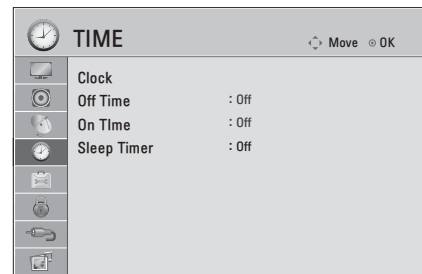 TIME
Move OK
Clock
Off Time : Off
On TIme : Off
Sleep Timer : Off